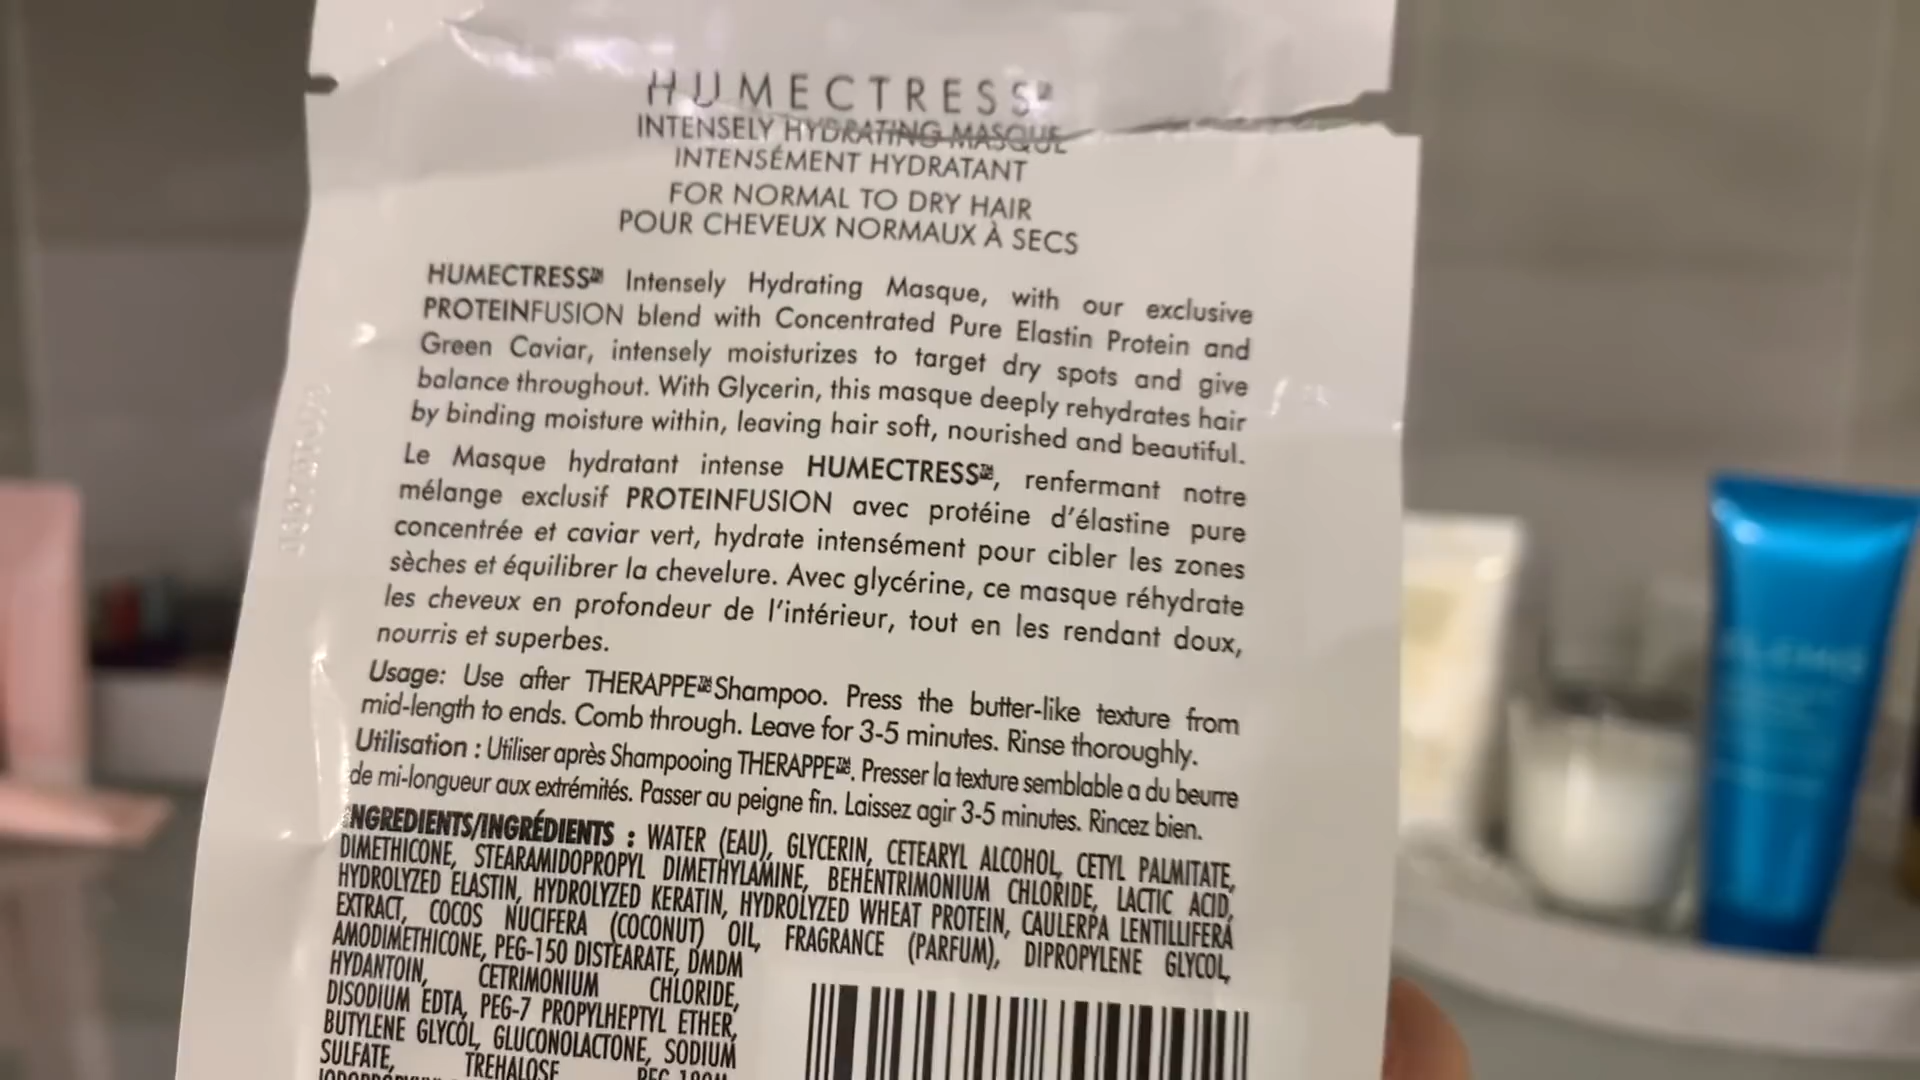 HUMECTRESS™
INTENSELY HYDRATING MASQUE
INTENSÉMENT HYDRATANT
FOR NORMAL TO DRY HAIR
POUR CHEVEUX NORMAUX À SECS
HUMECTRESS™ Intensely Hydrating Masque, with our exclusive
PROTEINFUSION blend with Concentrated Pure Elastin Protein and
Green Caviar, intensely moisturizes to target dry spots and give
balance throughout. With Glycerin, this masque deeply rehydrates hair
by binding moisture within, leaving hair soft, nourished and beautiful.
Le Masque hydratant intense HUMECTRESS™, renfermant notre
mélange exclusif PROTEINFUSION avec protéine d'élastine pure
concentrée et caviar vert, hydrate intensément pour cibler les zones
sèches et équilibrer la chevelure. Avec glycérine, ce masque réhydrate
les cheveux en profondeur de l'intérieur, tout en les rendant doux,
nourris et superbes.
Usage: Use after THERAPPE™ Shampoo. Press the butter-like texture from
mid-length to ends. Comb through. Leave for 3-5 minutes. Rinse thoroughly.
Utilisation : Utiliser après Shampooing THERAPPE™. Presser la texture semblable a du beurre
de mi-longueur aux extrémités. Passer au peigne fin. Laissez agir 3-5 minutes. Rincez bien.
INGREDIENTS/INGRÉDIENTS : WATER (EAU), GLYCERIN, CETEARYL ALCOHOL, CETYL PALMITATE,
DIMETHICONE, STEARAMIDOPROPYL DIMETHYLAMINE, BEHENTRIMONIUM CHLORIDE, LACTIC ACID,
HYDROLYZED ELASTIN, HYDROLYZED KERATIN, HYDROLYZED WHEAT PROTEIN, CAULERPA LENTILLIFERA
EXTRACT, COCOS NUCIFERA (COCONUT) OIL, FRAGRANCE (PARFUM), DIPROPYLENE GLYCOL,
AMODIMETHICONE, PEG-150 DISTEARATE, DMDM
HYDANTOIN, CETRIMONIUM CHLORIDE,
DISODIUM EDTA, PEG-7 PROPYLHEPTYL ETHER,
BUTYLENE GLYCOL, GLUCONOLACTONE, SODIUM
SULFATE, TREHALOSE